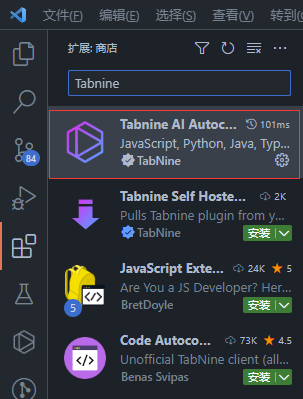 文件(F) 编辑(E) 选择(S) 查看(V) 转到(
扩展: 商店
Tabnine
84
Tabnine AI Autoc... 101ms
JavaScript, Python, Java, Type...
TabNine
Tabnine Self Hoste... 2K
Pulls Tabnine plugin from y...
TabNine 安装
JavaScript Exte... 24K 5
Are You a JS Developer? Her...
5 BretDoyle 安装
Code Autoco... 73K 4.5
Unofficial TabNine client (all...
Benas Svipas 安装